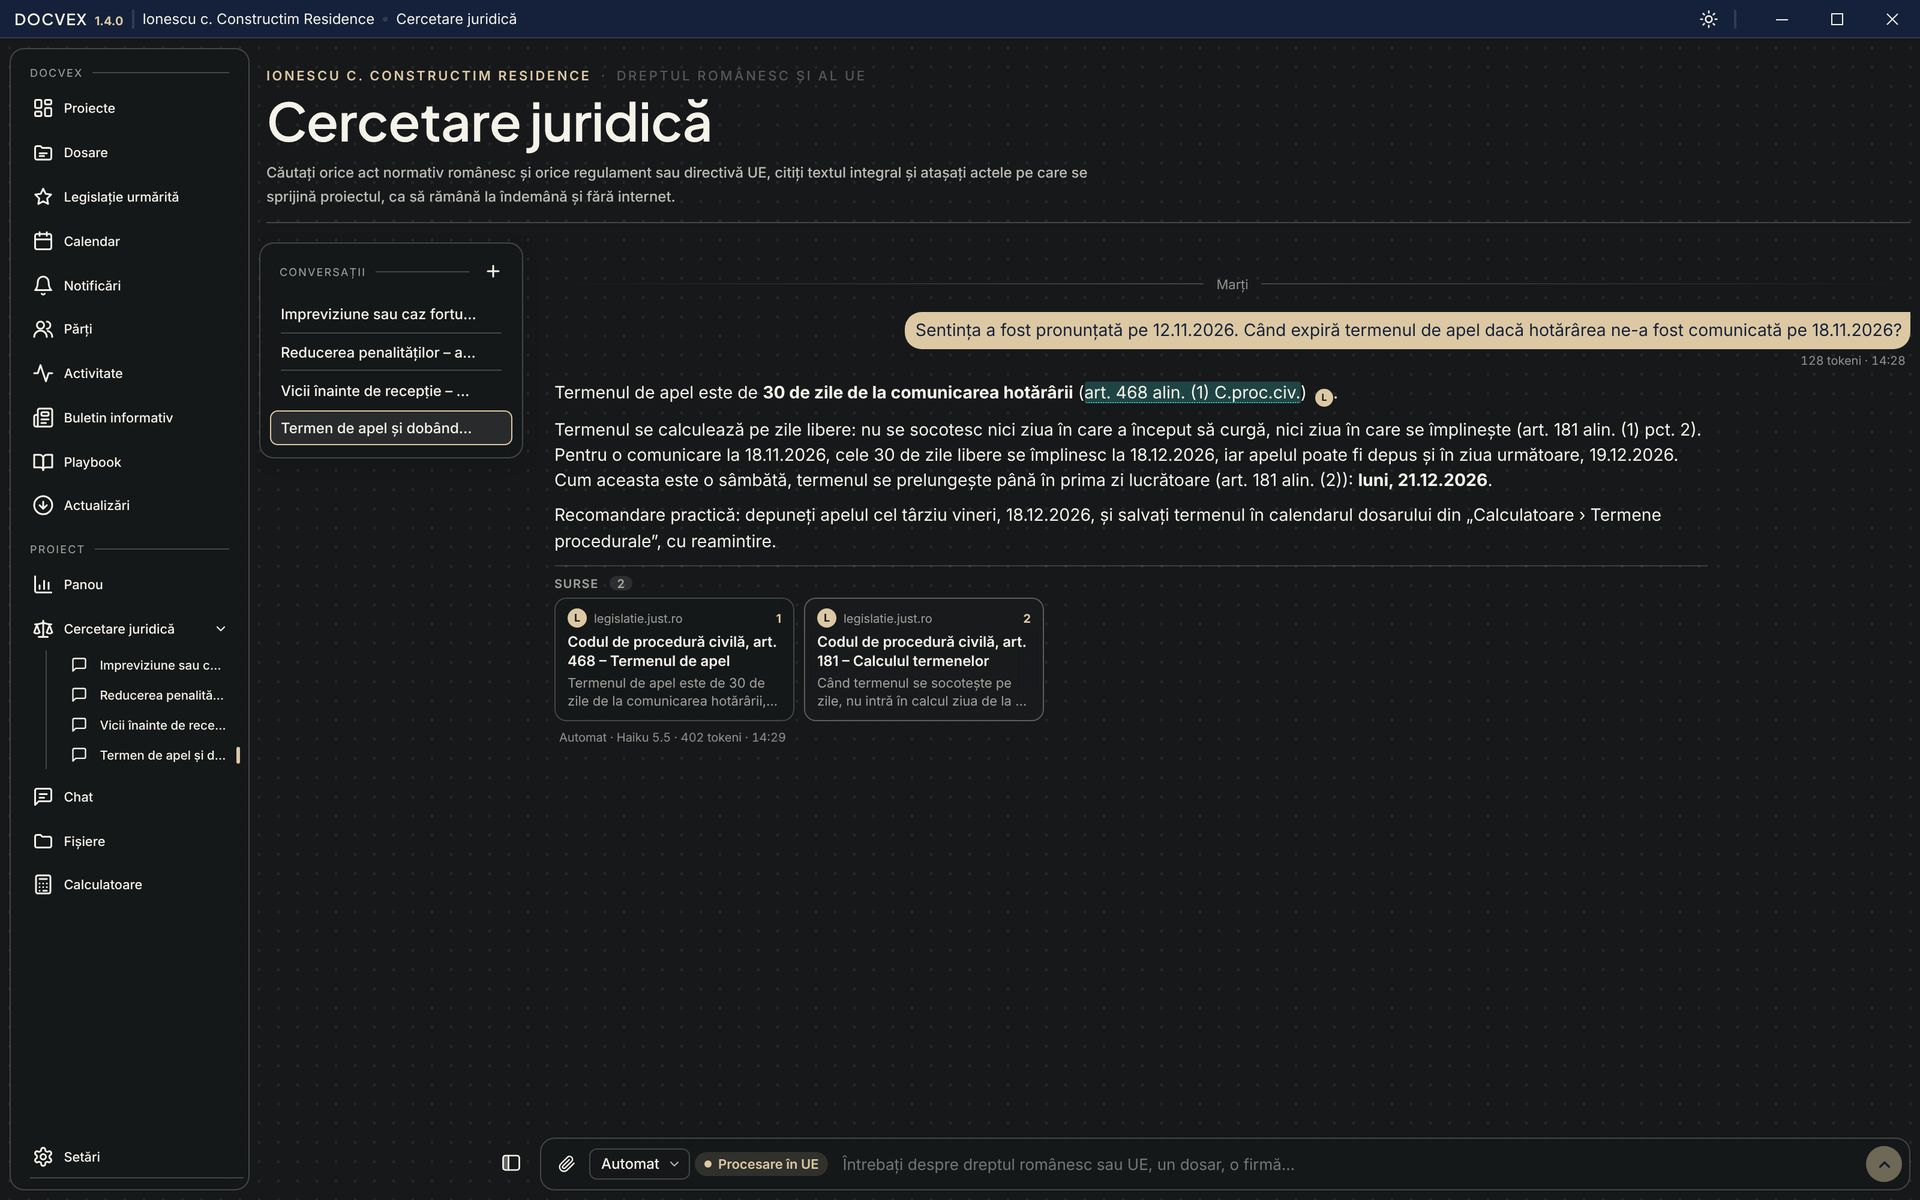 DOCVEX 1.4.0 Ionescu c. Constructim Residence • Cercetare juridică
DOCVEX
Proiecte
Dosare
Legislație urmărită
Calendar
Notificări
Părți
Activitate
Buletin informativ
Playbook
Actualizări
PROIECT
Panou
Cercetare juridică
Impreviziune sau c...
Reducerea penalită...
Vicii înainte de rece...
Termen de apel și d...
Chat
Fișiere
Calculatoare
Setări
IONESCU C. CONSTRUCTIM RESIDENCE · DREPTUL ROMÂNESC ȘI AL UE
Cercetare juridică
Căutați orice act normativ românesc și orice regulament sau directivă UE, citiți textul integral și atașați actele pe care se
sprijină proiectul, ca să rămână la îndemână și fără internet.
CONVERSAȚII
Impreviziune sau caz fortu...
Reducerea penalităților – a...
Vicii înainte de recepție – ...
Termen de apel și dobând...
Marți
Sentința a fost pronunțată pe 12.11.2026. Când expiră termenul de apel dacă hotărârea ne-a fost comunicată pe 18.11.2026?
128 tokeni · 14:28
Termenul de apel este de 30 de zile de la comunicarea hotărârii (art. 468 alin. (1) C.proc.civ.) L.
Termenul se calculează pe zile libere: nu se socotesc nici ziua în care a început să curgă, nici ziua în care se împlinește (art. 181 alin. (1) pct. 2).
Pentru o comunicare la 18.11.2026, cele 30 de zile libere se împlinesc la 18.12.2026, iar apelul poate fi depus și în ziua următoare, 19.12.2026.
Cum aceasta este o sâmbătă, termenul se prelungește până în prima zi lucrătoare (art. 181 alin. (2)): luni, 21.12.2026.
Recomandare practică: depuneți apelul cel târziu vineri, 18.12.2026, și salvați termenul în calendarul dosarului din „Calculatoare › Termene
procedurale”, cu reamintire.
SURSE 2
L legislatie.just.ro 1
Codul de procedură civilă, art.
468 – Termenul de apel
Termenul de apel este de 30 de
zile de la comunicarea hotărârii,...
L legislatie.just.ro 2
Codul de procedură civilă, art.
181 – Calculul termenelor
Când termenul se socotește pe
zile, nu intră în calcul ziua de la ...
Automat · Haiku 5.5 · 402 tokeni · 14:29
Automat
Procesare în UE
Întrebați despre dreptul românesc sau UE, un dosar, o firmă...